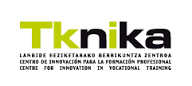 Tknika
LANBIDE HEZIKETARAKO BERRIKUNTZA ZENTROA
CENTRO DE INNOVACIÓN PARA LA FORMACIÓN PROFESIONAL
CENTRE FOR INNOVATION IN VOCATIONAL TRAINING